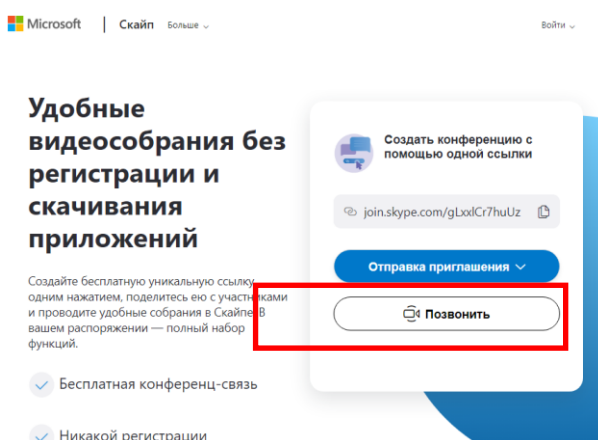 Microsoft
Скайп
Больше
Войти
Удобные
видеособрания без
регистрации и
скачивания
приложений
Создайте бесплатную уникальную ссылку
одним нажатием, поделитесь ею с участниками
и проводите удобные собрания в Скайпе. В
вашем распоряжении — полный набор
функций.
Бесплатная конференц-связь
Никакой регистрации
Создать конференцию с
помощью одной ссылки
join.skype.com/gLxxlCr7huUz
Отправка приглашения
Позвонить